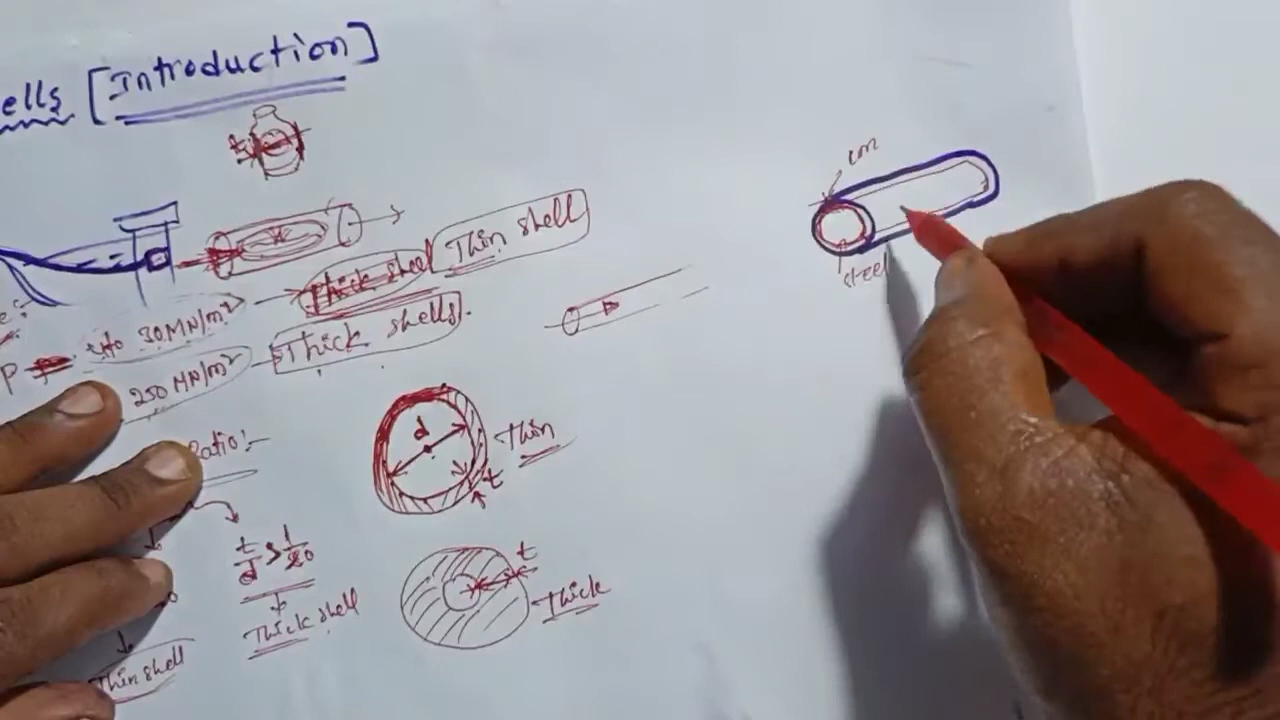 ells [Introduction]
t
Thin shell
Thick shell
30 MN/m²
Thick shells.
P
250 MN/m²
Ratio:-
d
Thin
t
t/d > 1/20
Thick shell
t
Thick
Thin shell
con
steel